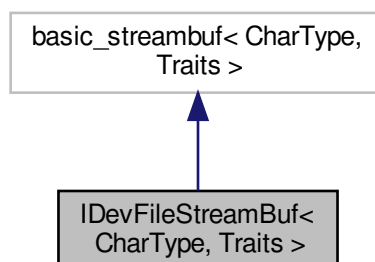 basic_streambuf< CharType,
Traits >
IDevFileStreamBuf<
CharType, Traits >